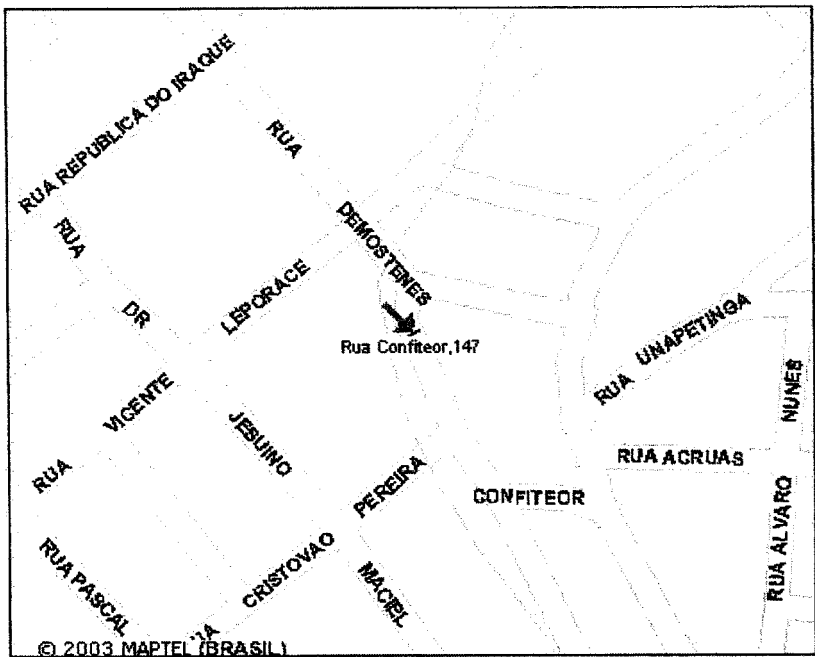 RUA REPUBLICA DO IRAQUE
RUA
DEMOSTENES
RUA
DR
JESUINO
MACIEL
LEPORACE
VICENTE
RUA
Rua Confiteor,147
RUA UNAPETINGA
NUNES
RUA ALVARO
RUA ACRUAS
CONFITEOR
PEREIRA
CRISTOVAO
RUA PASCAL
© 2003 MAPTEL (BRASIL)